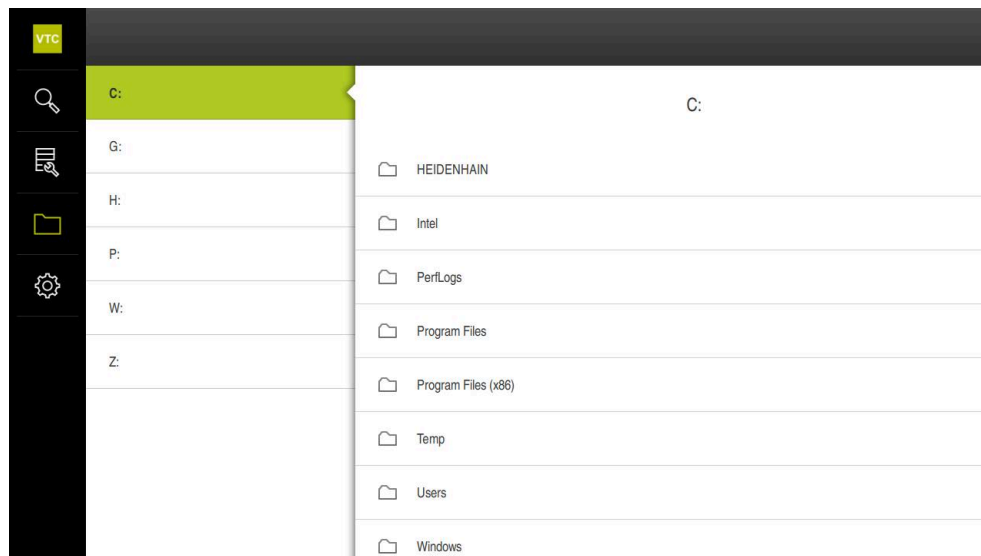 VTC
C:
G:
H:
P:
W:
Z:
C:
HEIDENHAIN
Intel
PerfLogs
Program Files
Program Files (x86)
Temp
Users
Windows